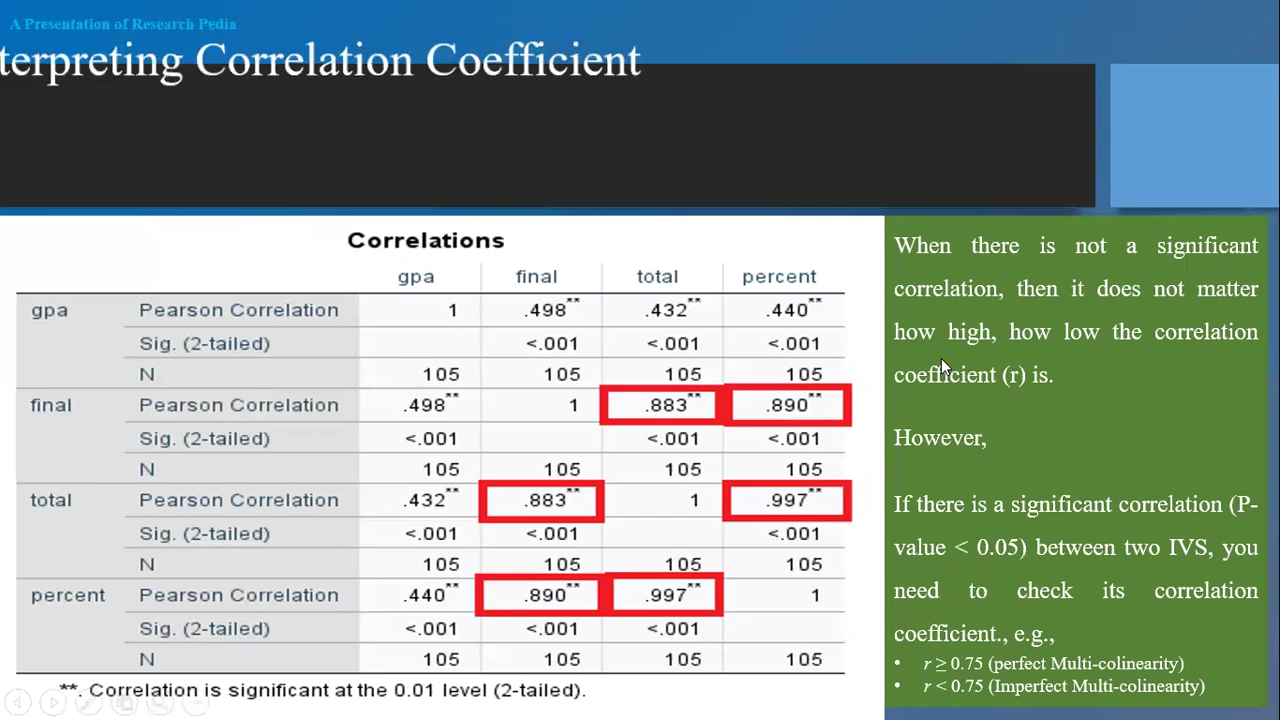 A Presentation of Research Pedia
terpreting Correlation Coefficient
Correlations
gpa final total percent
gpa Pearson Correlation 1 .498** .432** .440**
Sig. (2-tailed) <.001 <.001 <.001
N 105 105 105 105
final Pearson Correlation .498** 1 .883** .890**
Sig. (2-tailed) <.001 <.001 <.001
N 105 105 105 105
total Pearson Correlation .432** .883** 1 .997**
Sig. (2-tailed) <.001 <.001 <.001
N 105 105 105 105
percent Pearson Correlation .440** .890** .997** 1
Sig. (2-tailed) <.001 <.001 <.001
N 105 105 105 105
**. Correlation is significant at the 0.01 level (2-tailed).
When there is not a significant
correlation, then it does not matter
how high, how low the correlation
coefficient (r) is.
However,
If there is a significant correlation (P-
value < 0.05) between two IVS, you
need to check its correlation
coefficient., e.g.,
• r ≥ 0.75 (perfect Multi-colinearity)
• r < 0.75 (Imperfect Multi-colinearity)